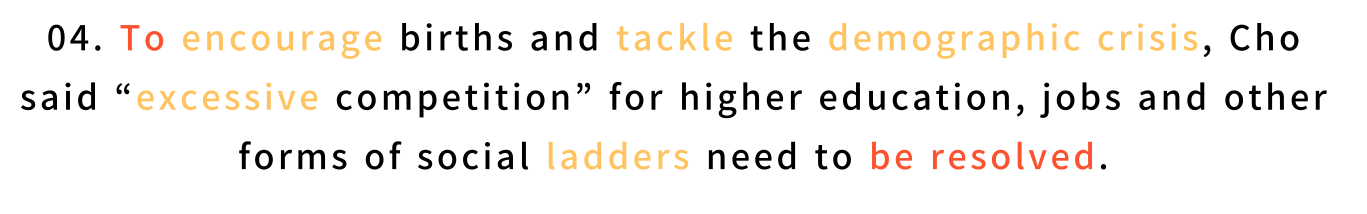 04. To encourage births and tackle the demographic crisis, Cho
said “excessive competition” for higher education, jobs and other
forms of social ladders need to be resolved.